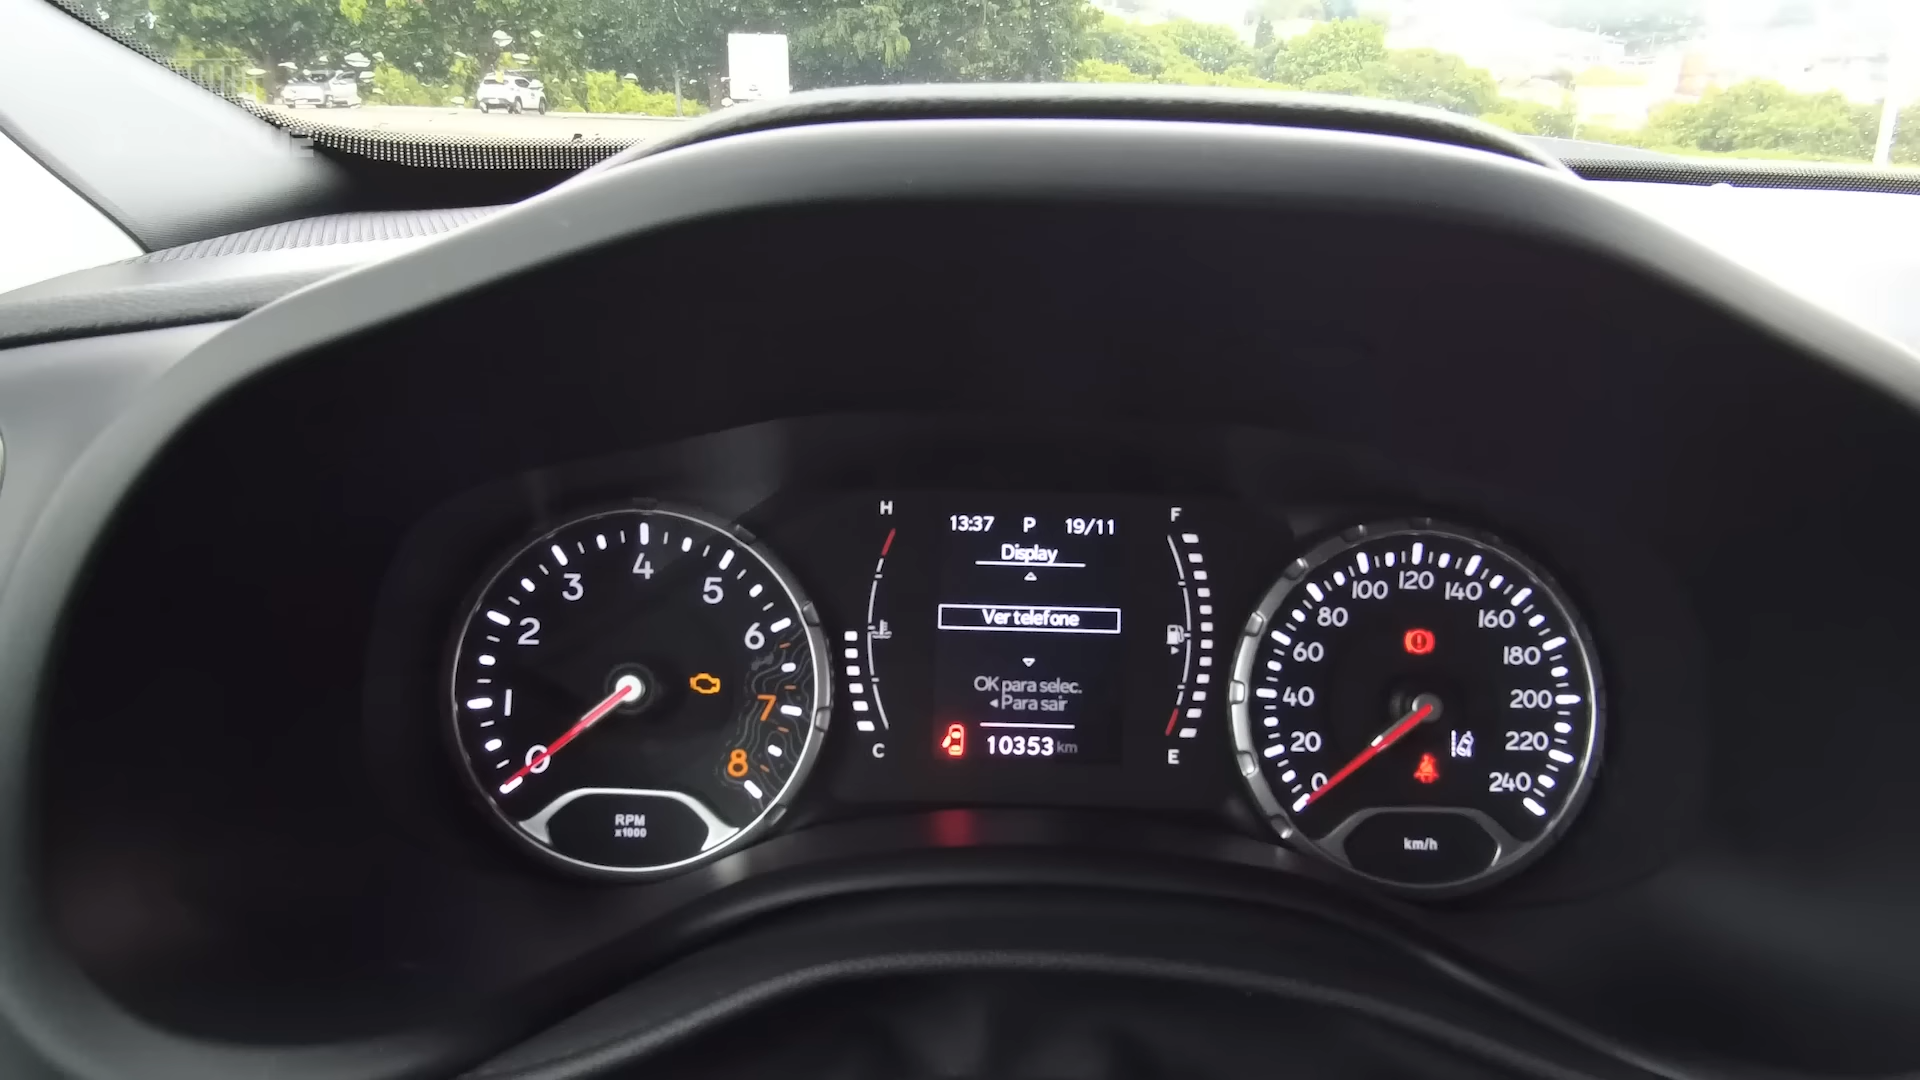 13:37 P 19/11
Display
Ver telefone
OK para selec.
Para sair
10353 km
H
C
F
E
0
1
2
3
4
5
6
7
8
RPM
x1000
0
20
40
60
80
100
120
140
160
180
200
220
240
km/h